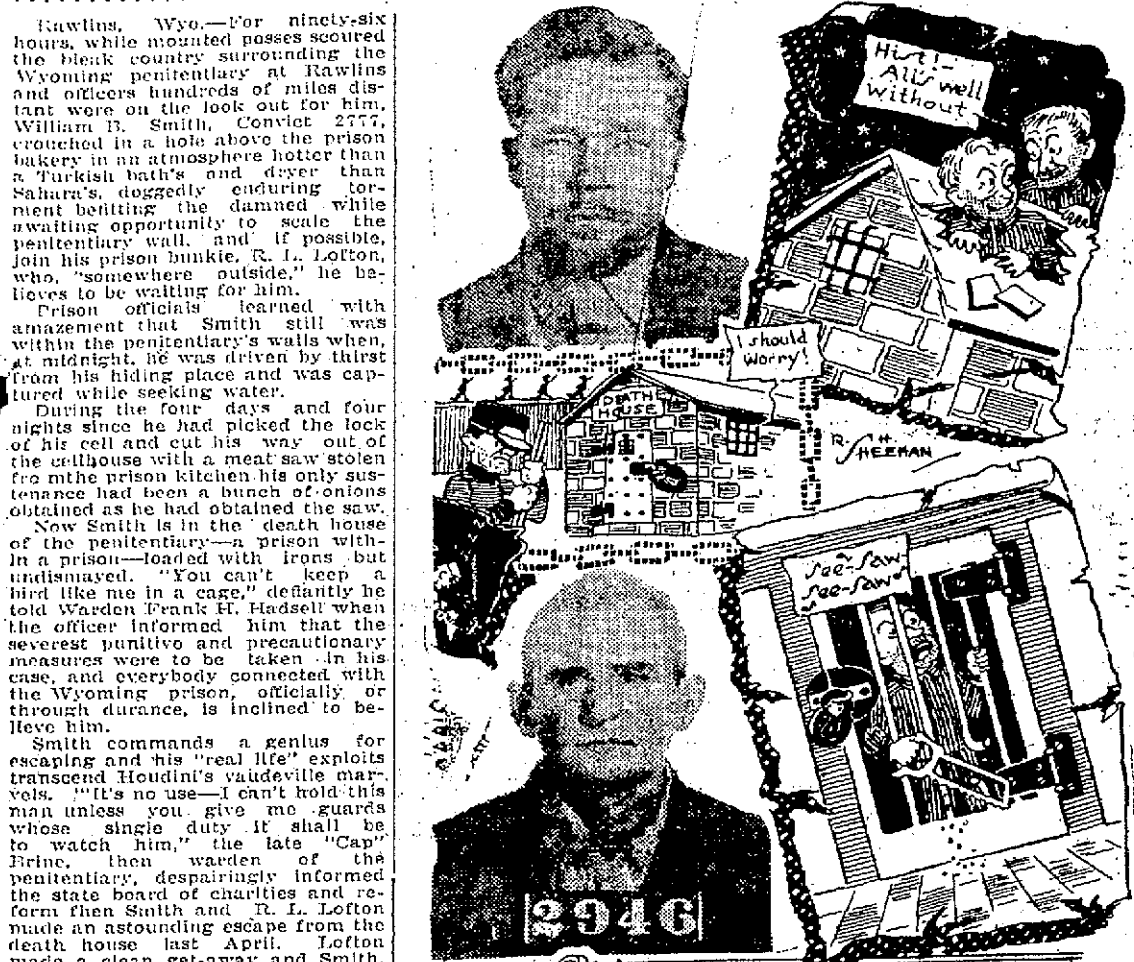 Rawlins, Wyo.—For ninety-six
hours, while mounted posses scoured
the bleak country surrounding the
Wyoming penitentiary at Rawlins
and officers hundreds of miles dis-
tant were on the look out for him,
William B. Smith, Convict 2777,
crouched in a hole above the prison
bakery in an atmosphere hotter than
a Turkish bath's and dryer than
Sahara's, doggedly enduring tor-
ment befitting the damned while
awaiting opportunity to scale the
penitentiary wall, and if possible,
join his prison bunkie, R. L. Lofton,
who, "somewhere outside," he be-
lieves to be waiting for him.
Prison officials learned with
amazement that Smith still was
within the penitentiary's walls when,
at midnight, he was driven by thirst
from his hiding place and was cap-
tured while seeking water.
During the four days and four
nights since he had picked the lock
of his cell and cut his way out of
the cellhouse with a meat saw stolen
fro mthe prison kitchen his only sus-
tenance had been a bunch of onions
obtained as he had obtained the saw.
Now Smith is in the death house
of the penitentiary—a prison with-
in a prison—loaded with irons but
undismayed. "You can't keep a
bird like me in a cage," defiantly he
told Warden Frank H. Hadsell when
the officer informed him that the
severest punitivo and precautionary
measures were to be taken in his
case, and everybody connected with
the Wyoming prison, officially or
through durance, is inclined to be-
lieve him.
Smith commands a genius for
escaping and his "real life" exploits
transcend Houdini's vaudeville mar-
vels. "It's no use—I can't hold this
man unless you give me guards
whose single duty it shall be
to watch him," the late "Cap"
Brine, then warden of the
penitentiary, despairingly informed
the state board of charities and re-
form fhen Smith and R. L. Lofton
made an astounding escape from the
death house last April. Lofton
made a clean get-away and Smith,
Hist!-
All's well
Without.
I should
Worry!
DEATH
HOUSE
R. H.
SHEEMAN
See-Saw
See-Saw
2946